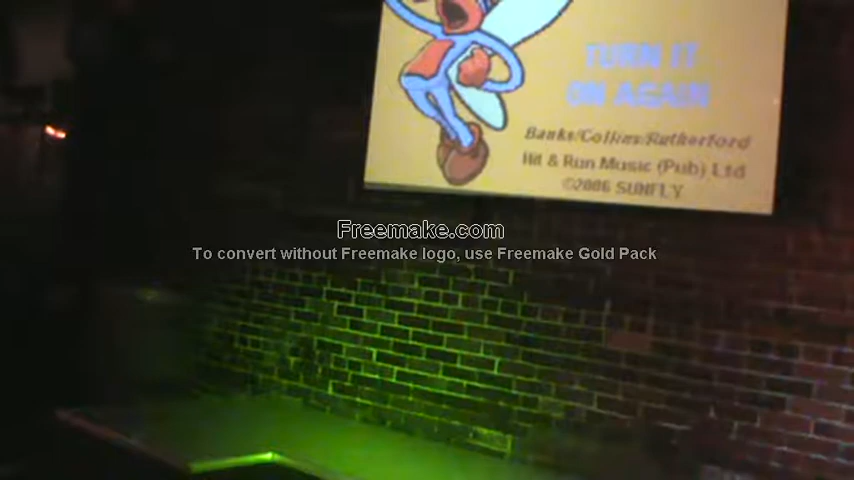 TURN IT
ON AGAIN
Banks/Collins/Rutherford
Hit & Run Music (Pub) Ltd
©2006 SUNFLY
Freemake.com
To convert without Freemake logo, use Freemake Gold Pack